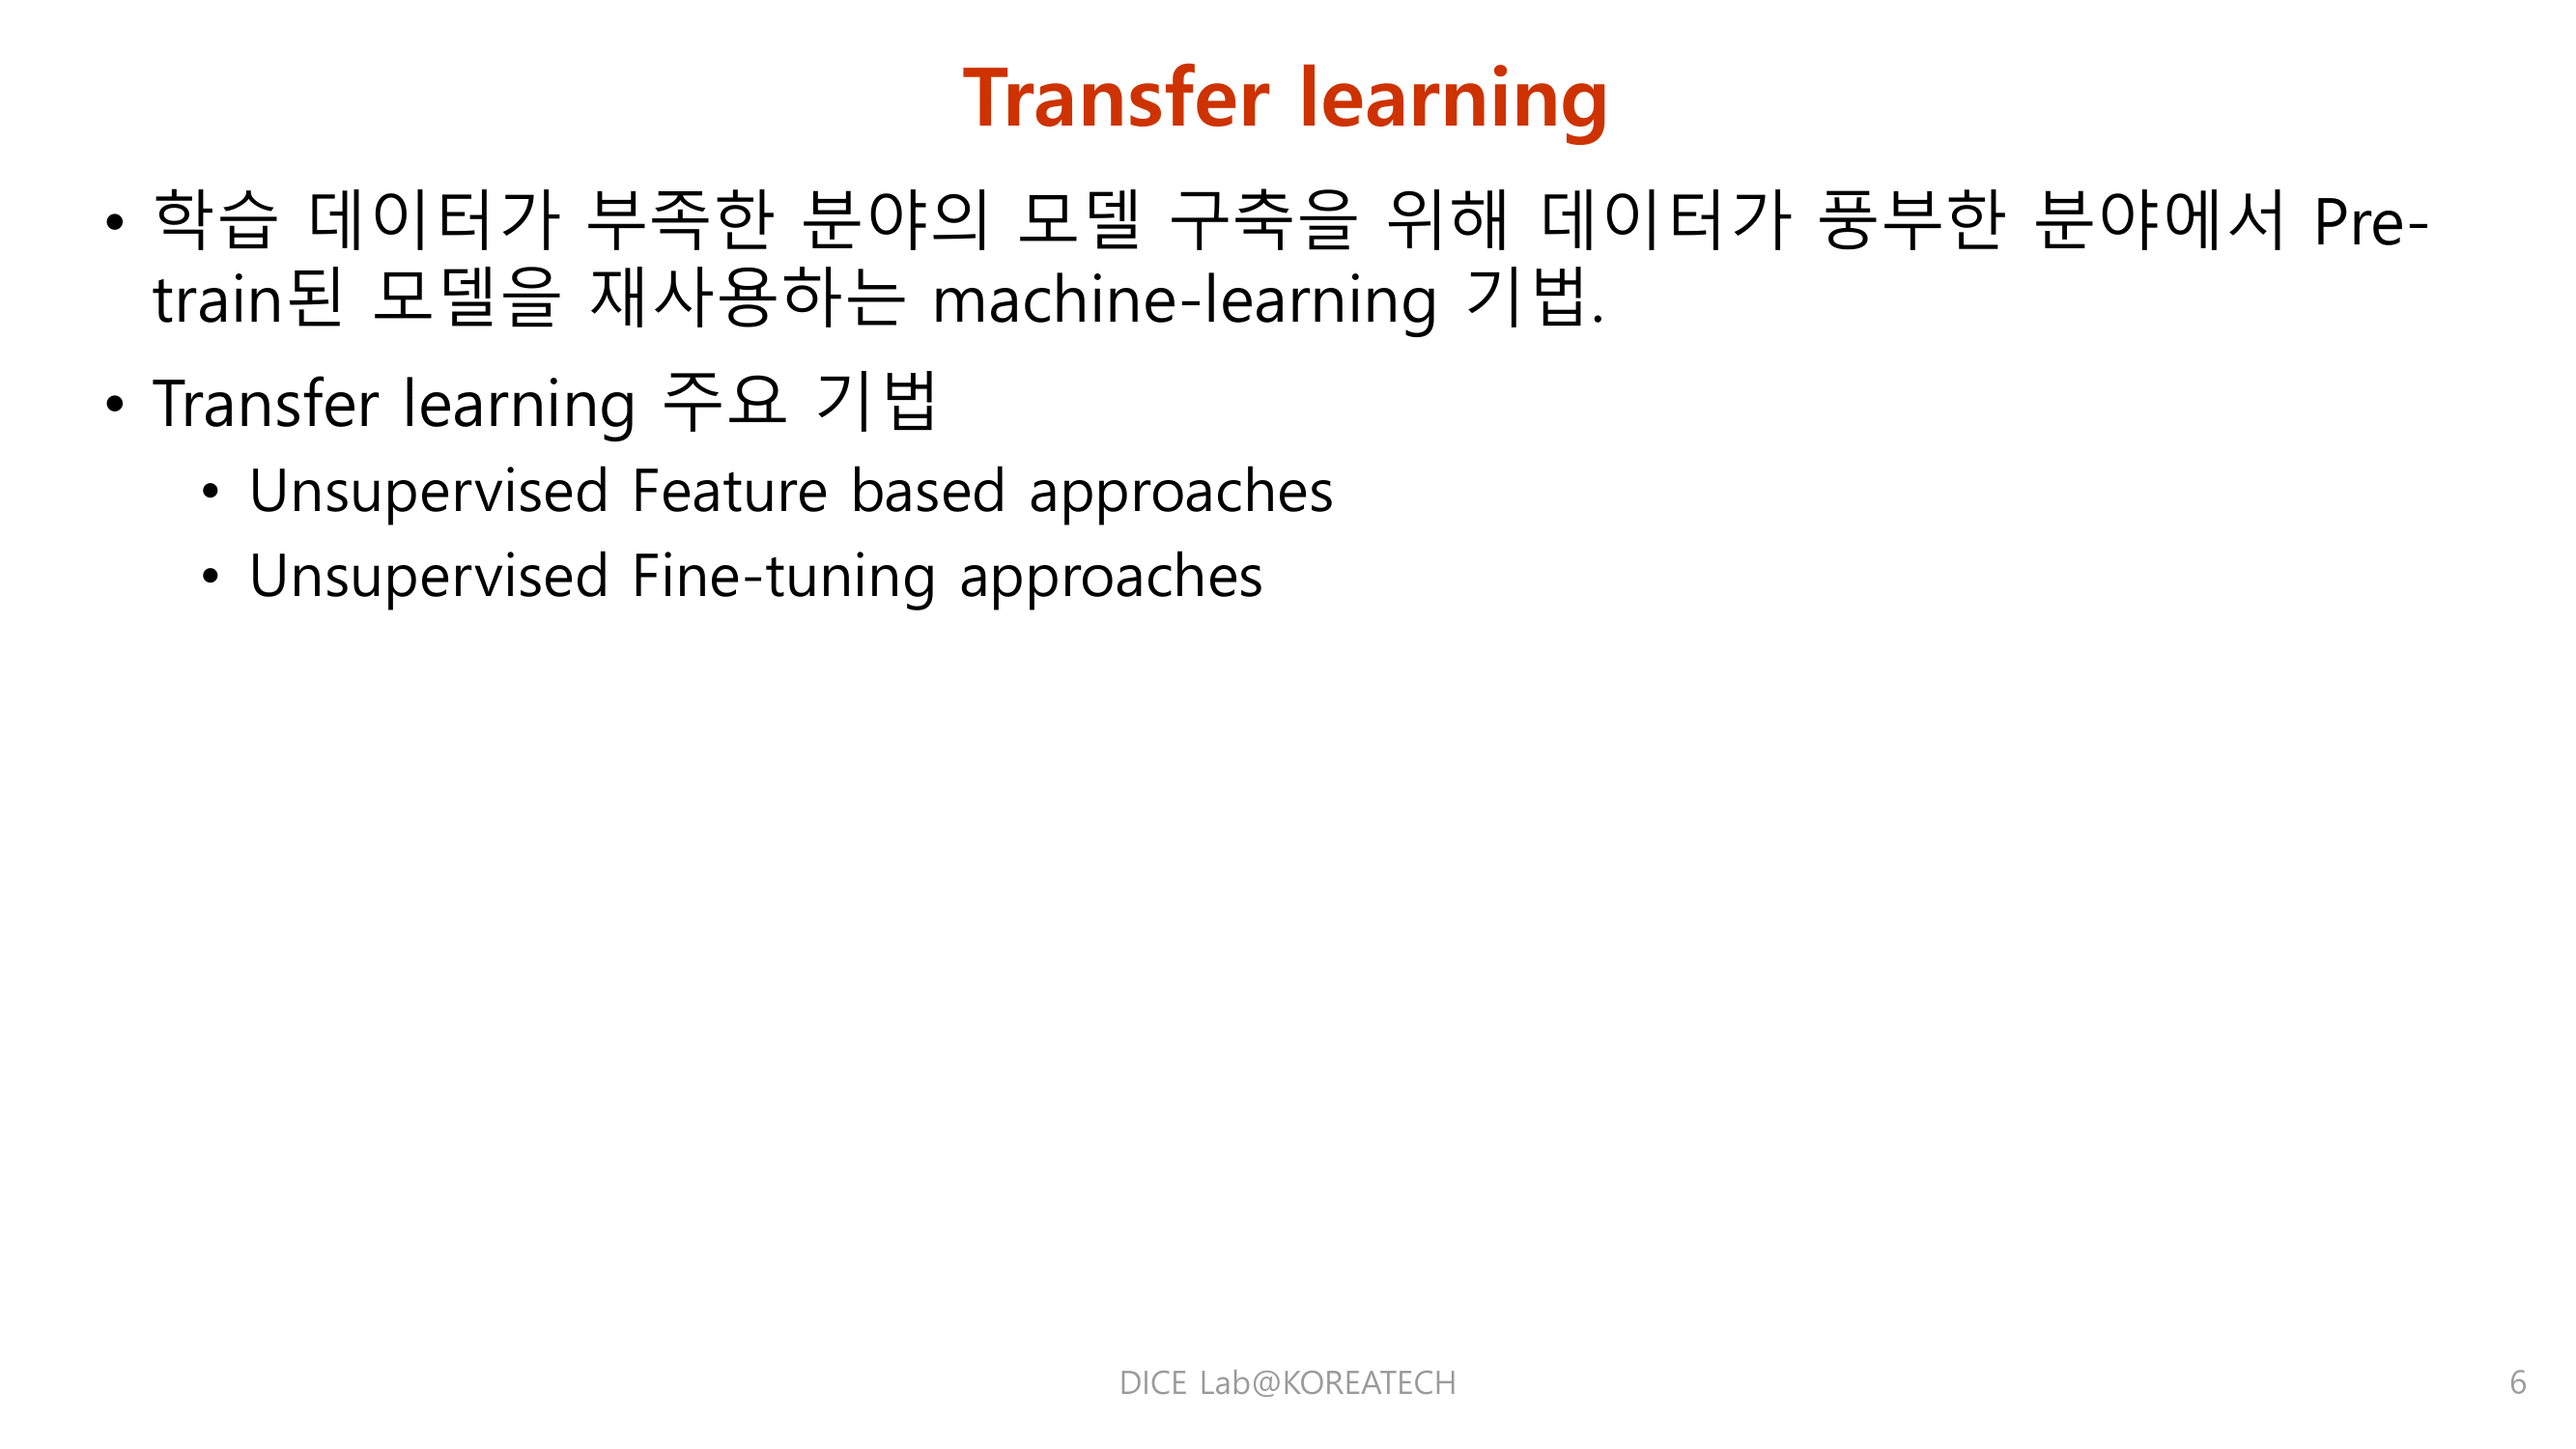 Transfer learning
• 학습 데이터가 부족한 분야의 모델 구축을 위해 데이터가 풍부한 분야에서 Pre-
train된 모델을 재사용하는 machine-learning 기법.
• Transfer learning 주요 기법
• Unsupervised Feature based approaches
• Unsupervised Fine-tuning approaches
DICE Lab@KOREATECH
6